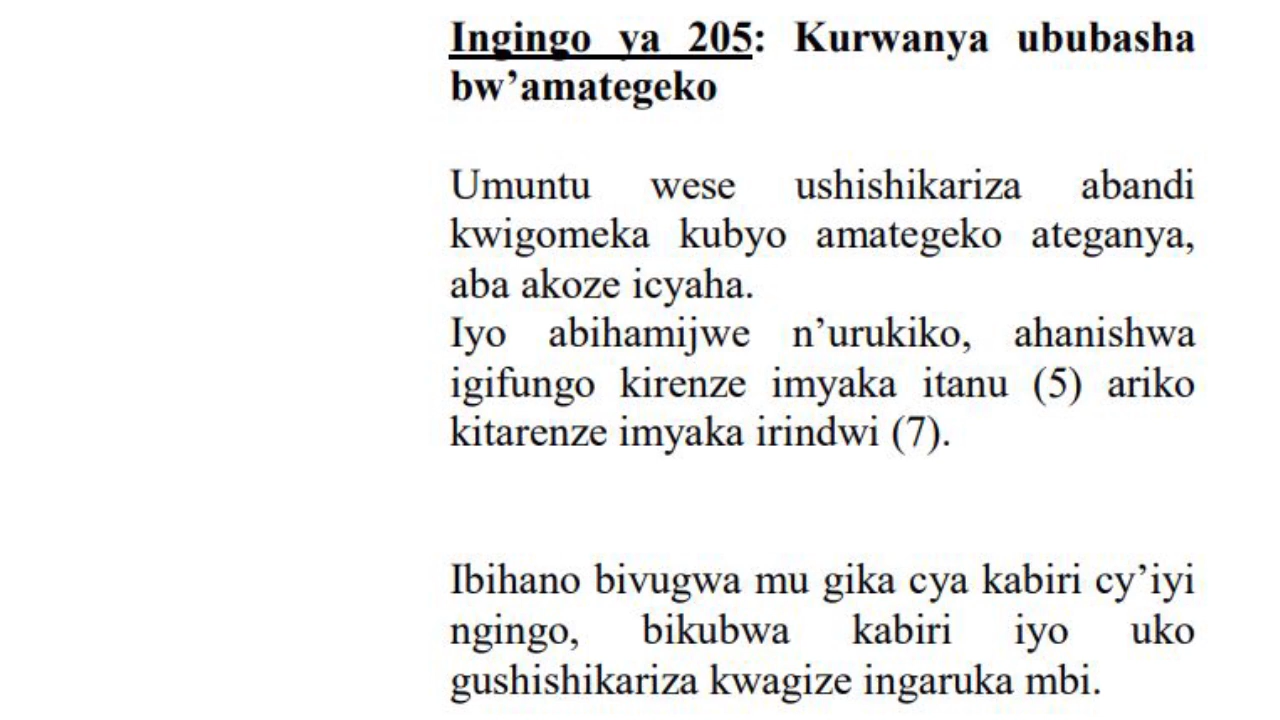 Ingingo ya 205: Kurwanya ububasha
bw’amategeko
Umuntu wese ushishikariza abandi
kwigomeka kubyo amategeko ateganya,
aba akoze icyaha.
Iyo abihamijwe n’urukiko, ahanishwa
igifungo kirenze imyaka itanu (5) ariko
kitarenze imyaka irindwi (7).
Ibihano bivugwa mu gika cya kabiri cy’iyi
ngingo, bikubwa kabiri iyo uko
gushishikariza kwagize ingaruka mbi.